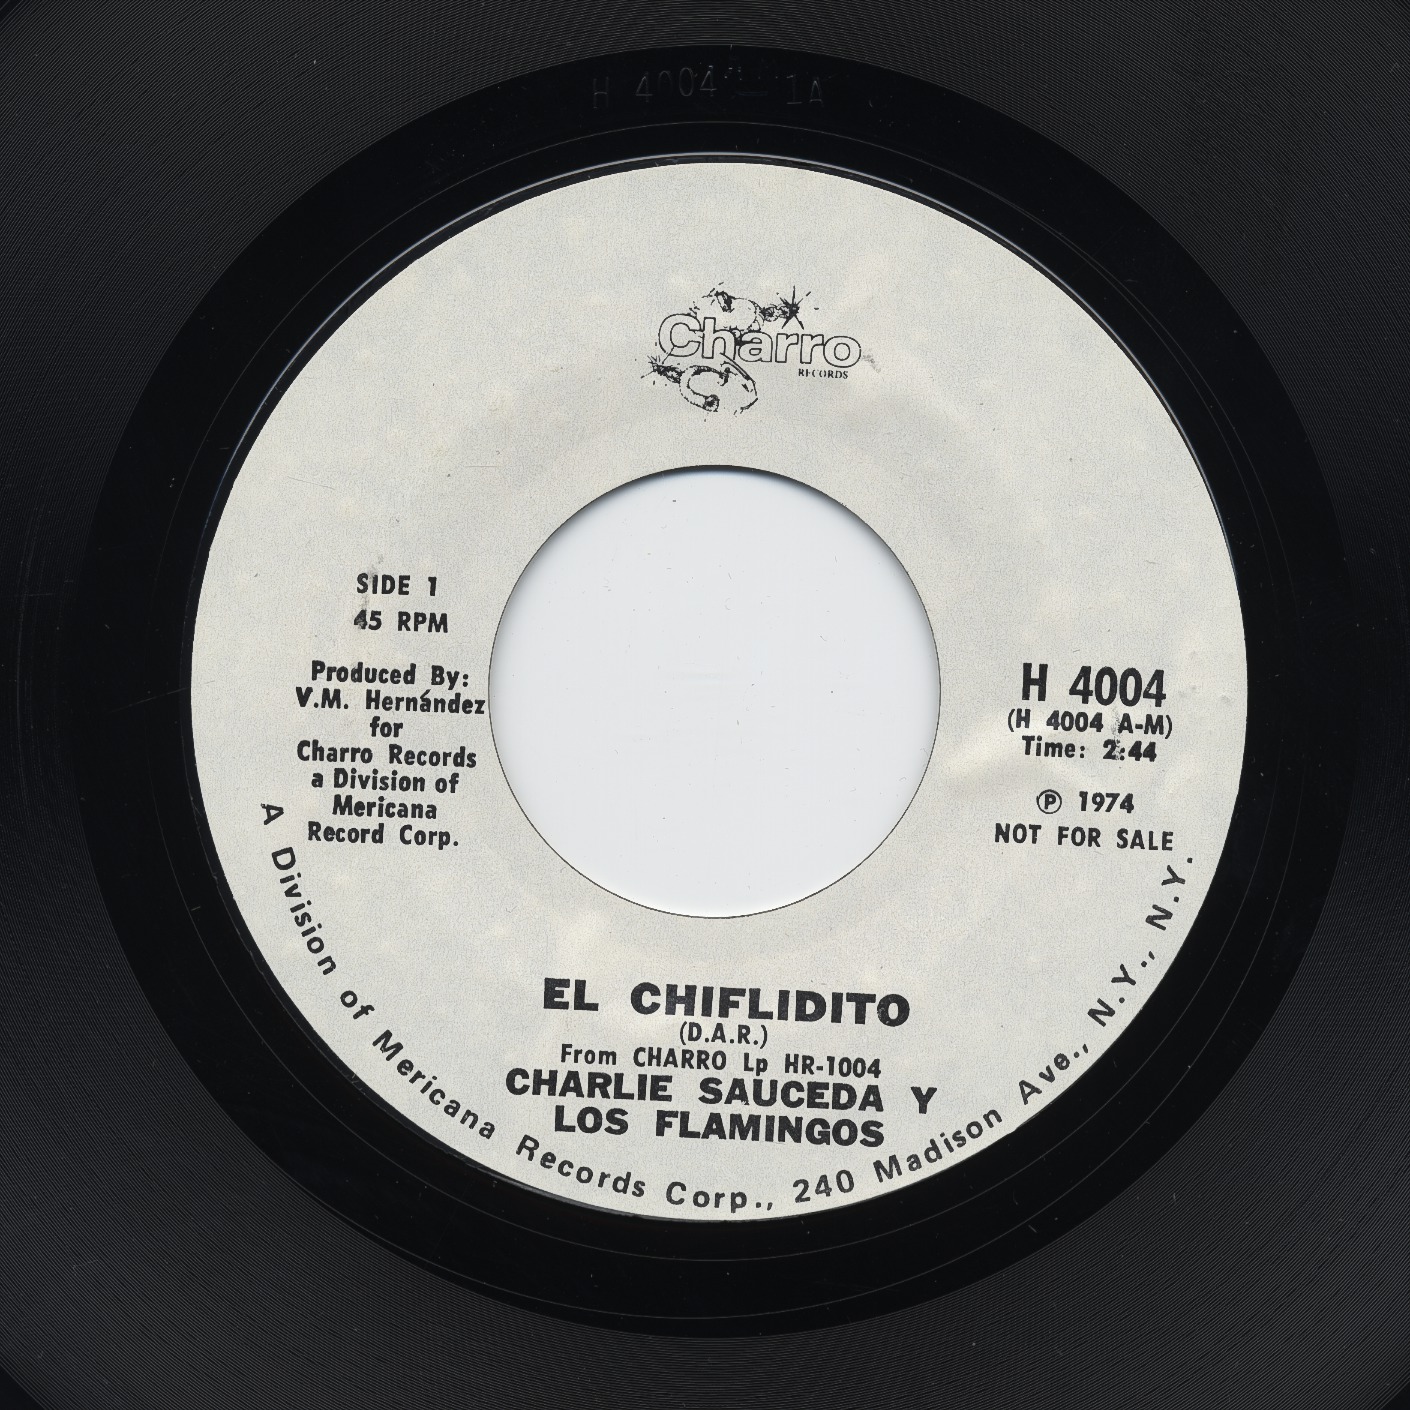 H 4004 - 1A
Charro
RECORDS
SIDE 1
45 RPM
Produced By:
V.M. Hernández
for
Charro Records
a Division of
Mericana
Record Corp.
H 4004
(H 4004 A-M)
Time: 2:44
℗ 1974
NOT FOR SALE
EL CHIFLIDITO
(D.A.R.)
From CHARRO Lp HR-1004
CHARLIE SAUCEDA Y
LOS FLAMINGOS
A Division of Mericana Records Corp., 240 Madison Ave., N.Y., N.Y.